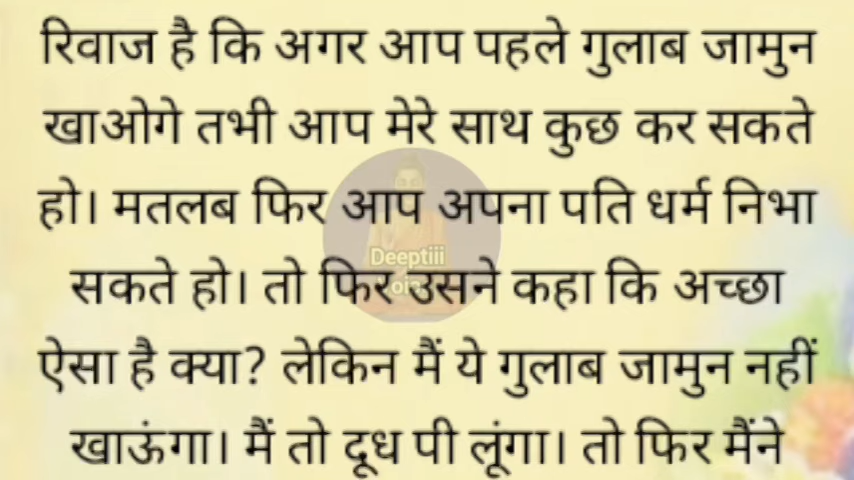 रिवाज है कि अगर आप पहले गुलाब जामुन
खाओगे तभी आप मेरे साथ कुछ कर सकते
हो। मतलब फिर आप अपना पति धर्म निभा
Deeptiii
सकते हो। तो फिर उसने कहा कि अच्छा
ऐसा है क्या? लेकिन मैं ये गुलाब जामुन नहीं
खाऊंगा। मैं तो दूध पी लूंगा। तो फिर मैंने